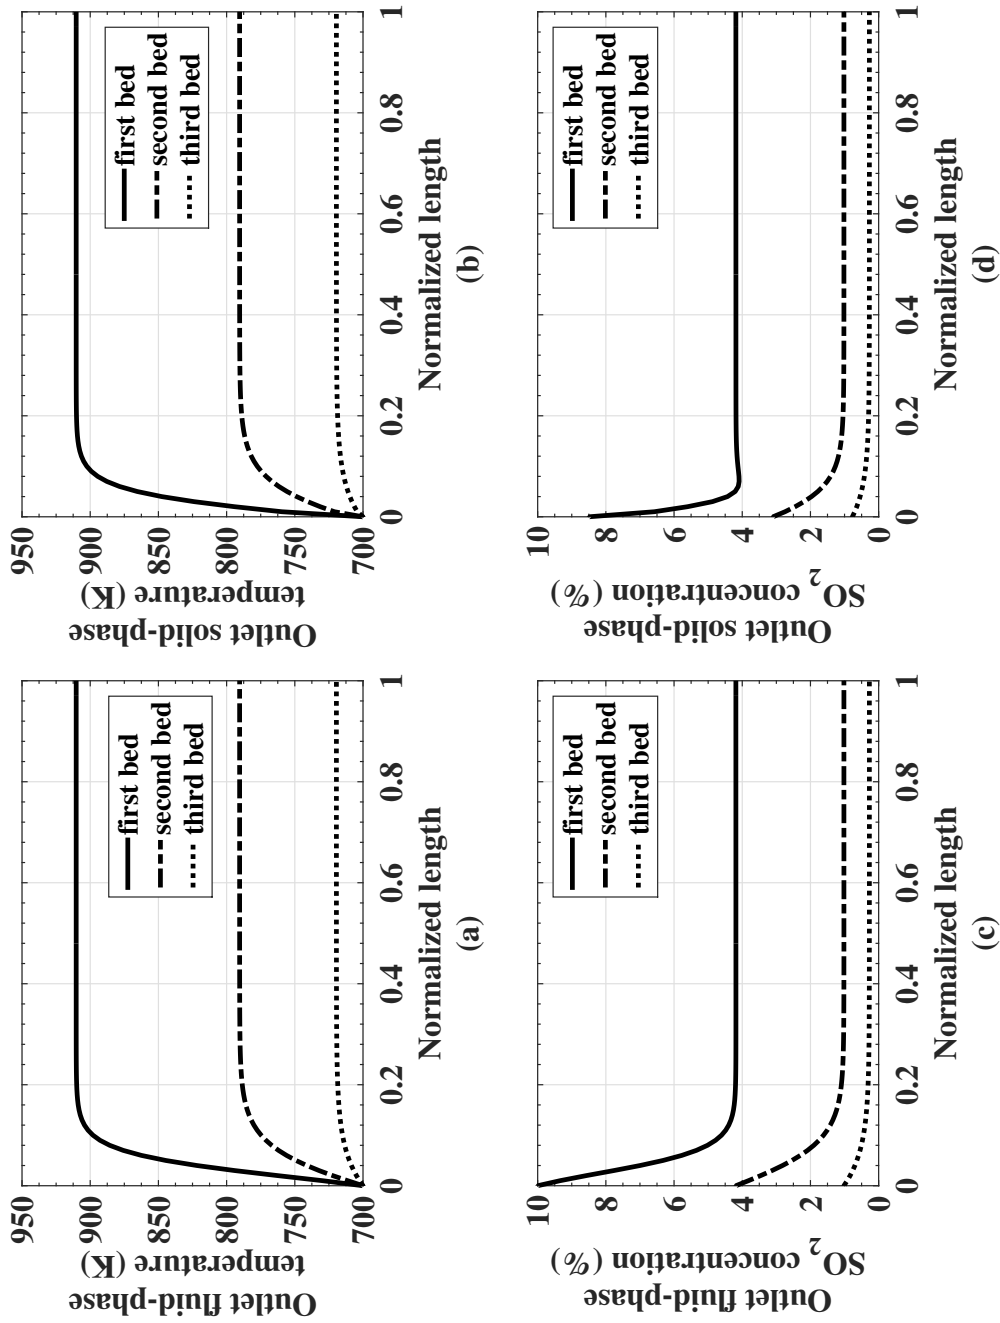 Outlet fluid-phase
temperature (K)
950
900
850
800
750
700
0
0.2
0.4
0.6
0.8
1
first bed
second bed
third bed
Normalized length
(a)
Outlet solid-phase
temperature (K)
950
900
850
800
750
700
0
0.2
0.4
0.6
0.8
1
first bed
second bed
third bed
Normalized length
(b)
Outlet fluid-phase
SO2 concentration (%)
10
8
6
4
2
0
0
0.2
0.4
0.6
0.8
1
first bed
second bed
third bed
Normalized length
(c)
Outlet solid-phase
SO2 concentration (%)
10
8
6
4
2
0
0
0.2
0.4
0.6
0.8
1
first bed
second bed
third bed
Normalized length
(d)